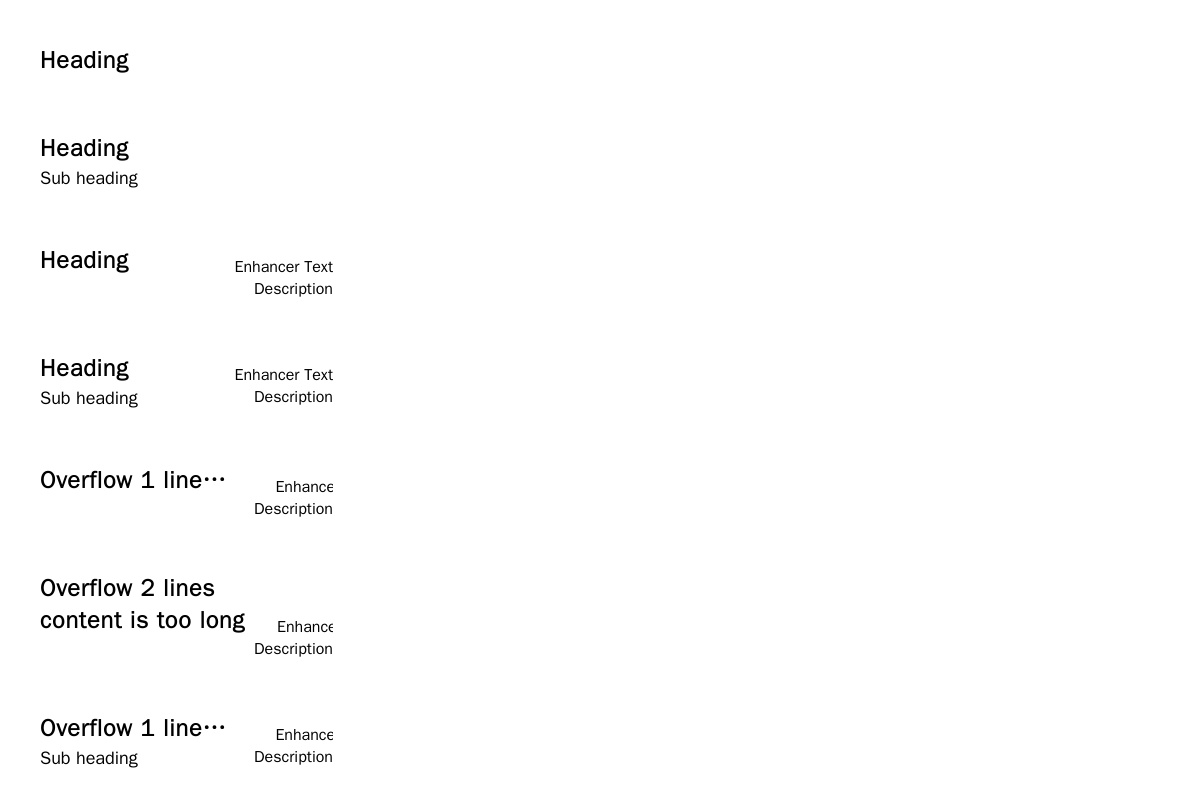 Heading
Heading
Sub heading
Heading
Enhancer Text
Description
Heading
Enhancer Text
Sub heading
Description
Overflow 1 line…
Enhance
Description
Overflow 2 lines
content is too long
Enhance
Description
Overflow 1 line…
Enhance
Sub heading
Description